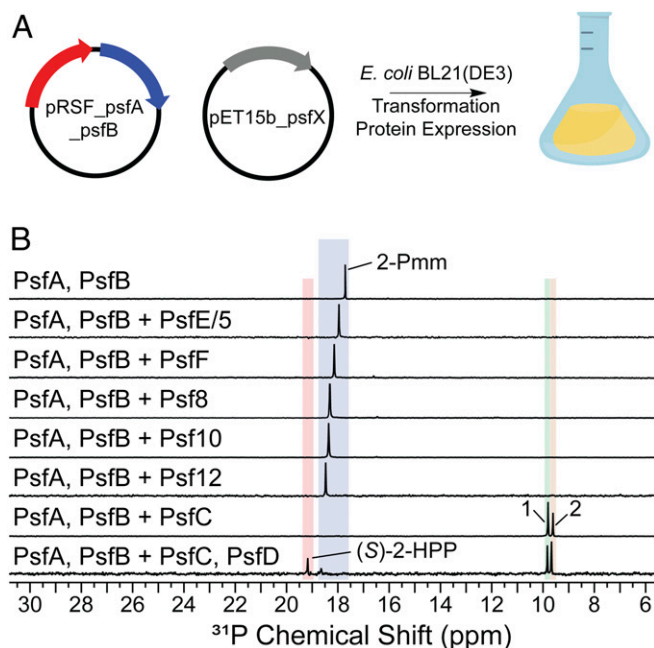 A
pRSF_psfA
_psfB
pET15b_psfX
E. coli BL21(DE3)
Transformation
Protein Expression
B
2-Pmm
PsfA, PsfB
PsfA, PsfB + PsfE/5
PsfA, PsfB + PsfF
PsfA, PsfB + Psf8
PsfA, PsfB + Psf10
PsfA, PsfB + Psf12
PsfA, PsfB + PsfC
1 2
PsfA, PsfB + PsfC, PsfD
(S)-2-HPP
30 28 26 24 22 20 18 16 14 12 10 8 6
³¹P Chemical Shift (ppm)